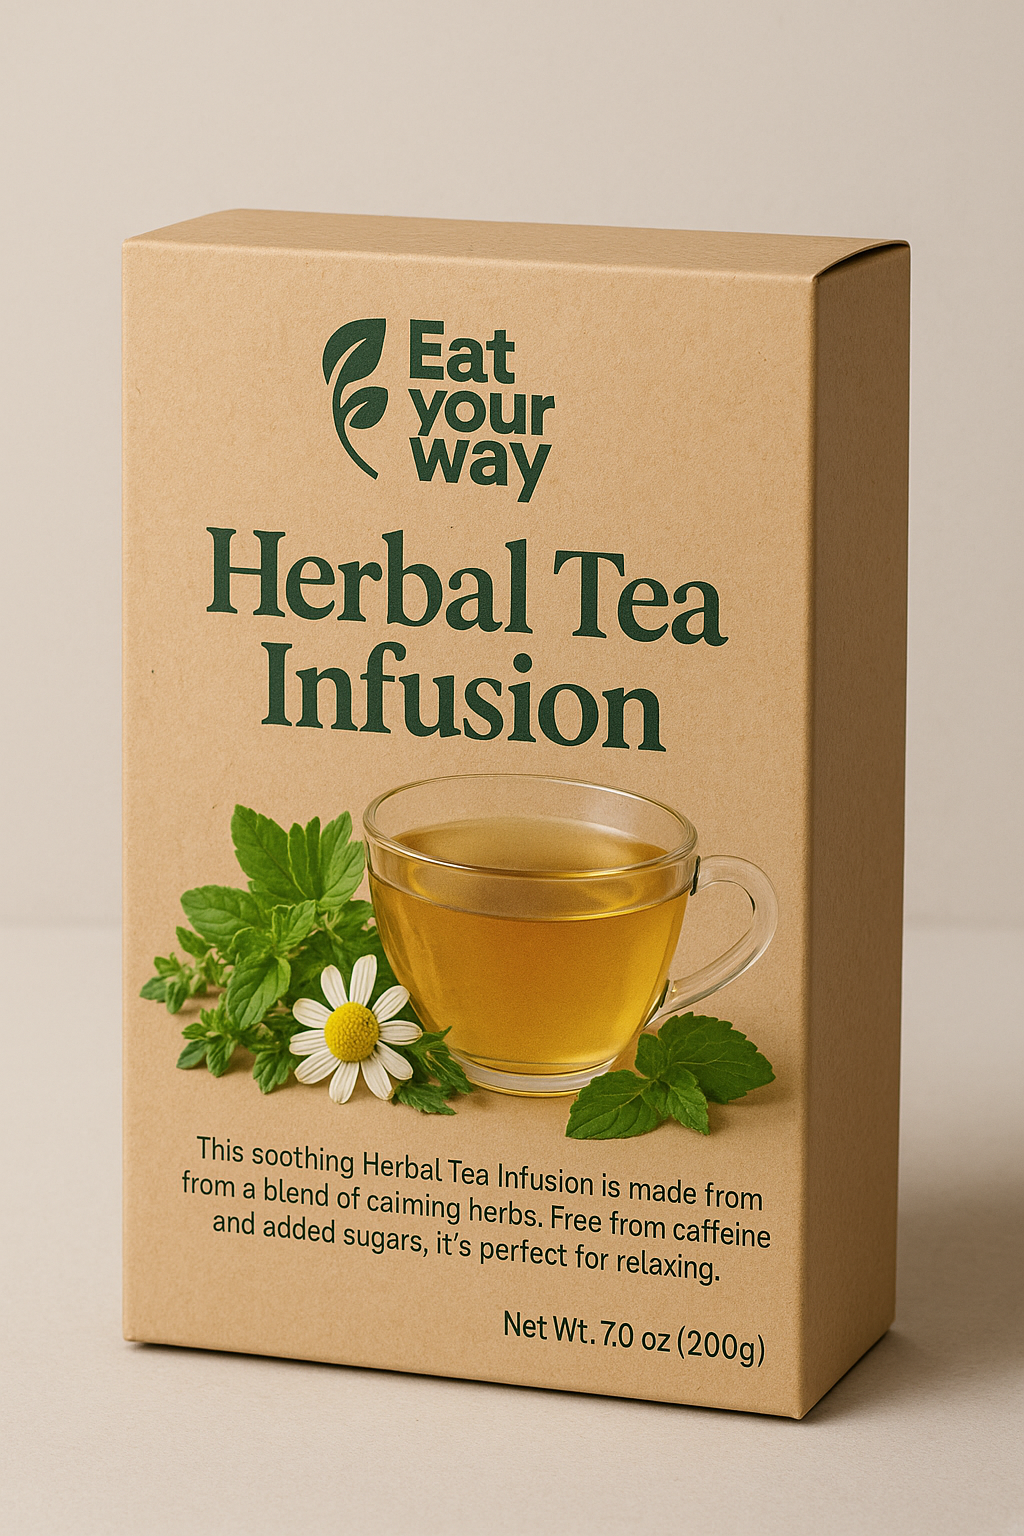 Eat
your
way
Herbal Tea
Infusion
This soothing Herbal Tea Infusion is made from
from a blend of caiming herbs. Free from caffeine
and added sugars, it's perfect for relaxing.
Net Wt. 7.0 oz (200g)